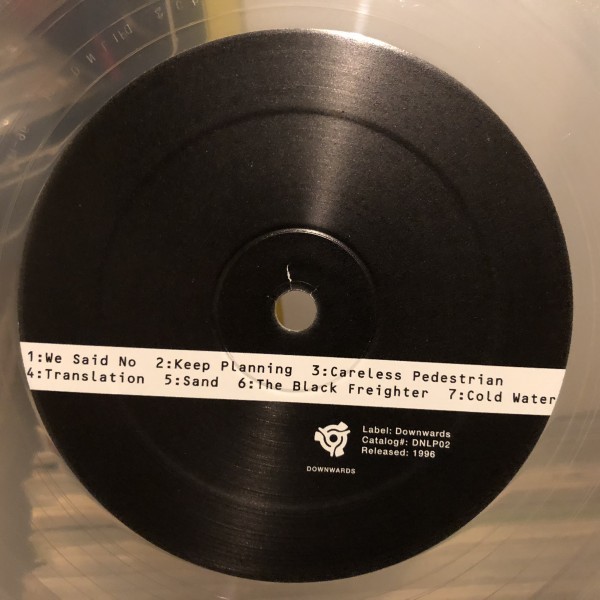 1:We Said No 2:Keep Planning 3:Careless Pedestrian
4:Translation 5:Sand 6:The Black Freighter 7:Cold Water
Label: Downwards
Catalog#: DNLP02
Released: 1996
DOWNWARDS